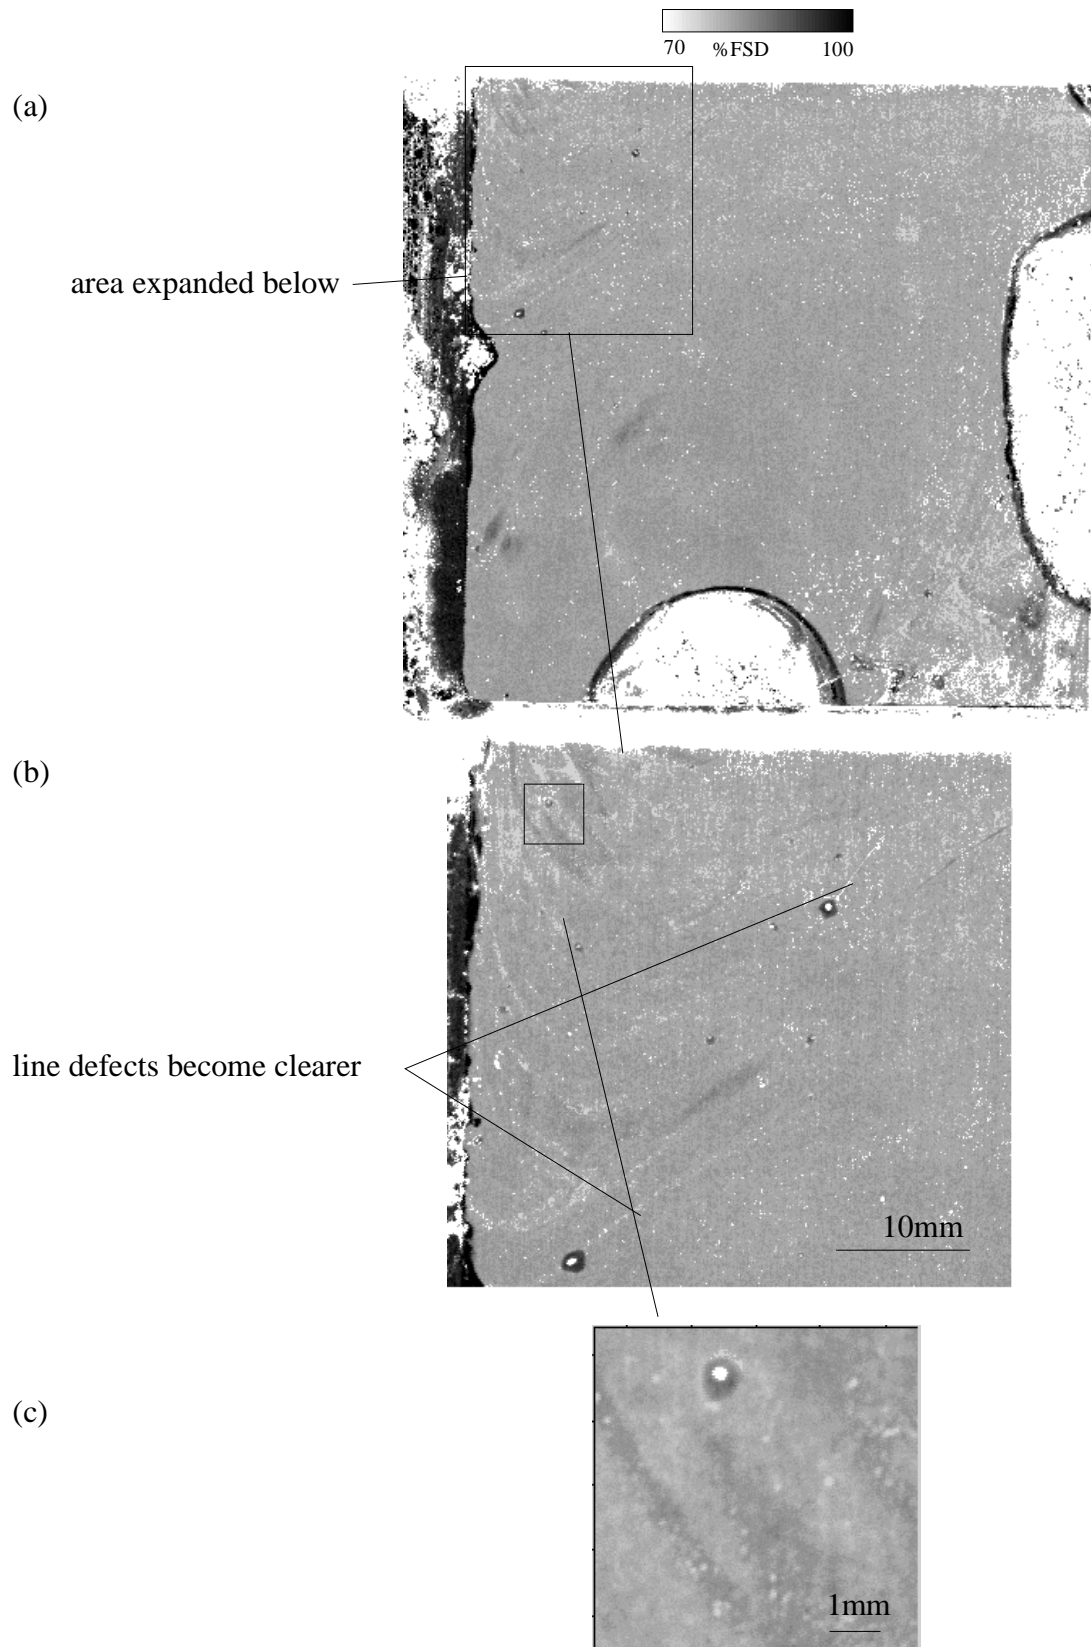 70 %FSD 100
(a)
area expanded below
(b)
line defects become clearer
10mm
(c)
1mm